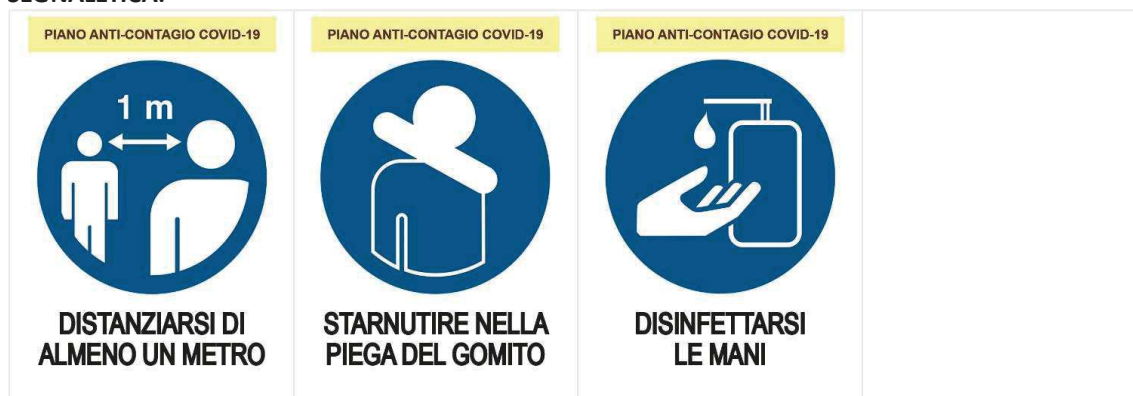 SEGNALETICA:
PIANO ANTI-CONTAGIO COVID-19
1 m
DISTANZIARSI DI
ALMENO UN METRO
PIANO ANTI-CONTAGIO COVID-19
STARNUTIRE NELLA
PIEGA DEL GOMITO
PIANO ANTI-CONTAGIO COVID-19
DISINFETTARSI
LE MANI